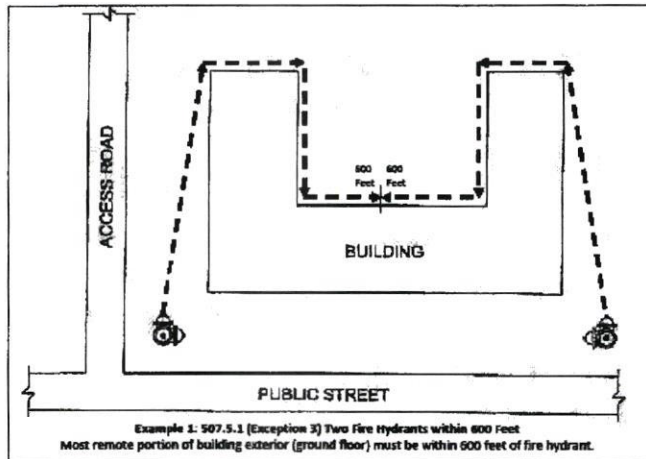 ACCESS ROAD
600 600
Feet Feet
BUILDING
PUBLIC STREET
Example 1: 507.5.1 (Exception 3) Two Fire Hydrants within 600 Feet
Most remote portion of building exterior (ground floor) must be within 600 feet of fire hydrant.